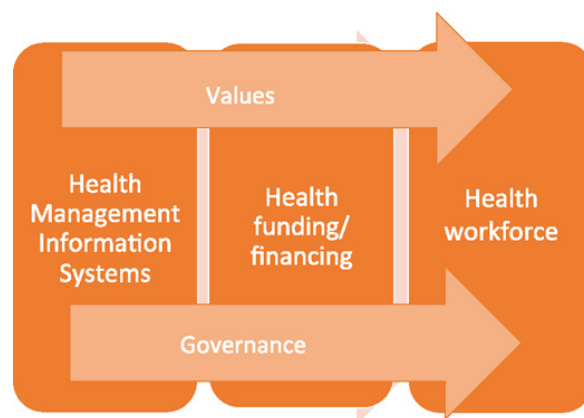 Values
Health
Management
Information
Systems
Health
funding/
financing
Health
workforce
Governance